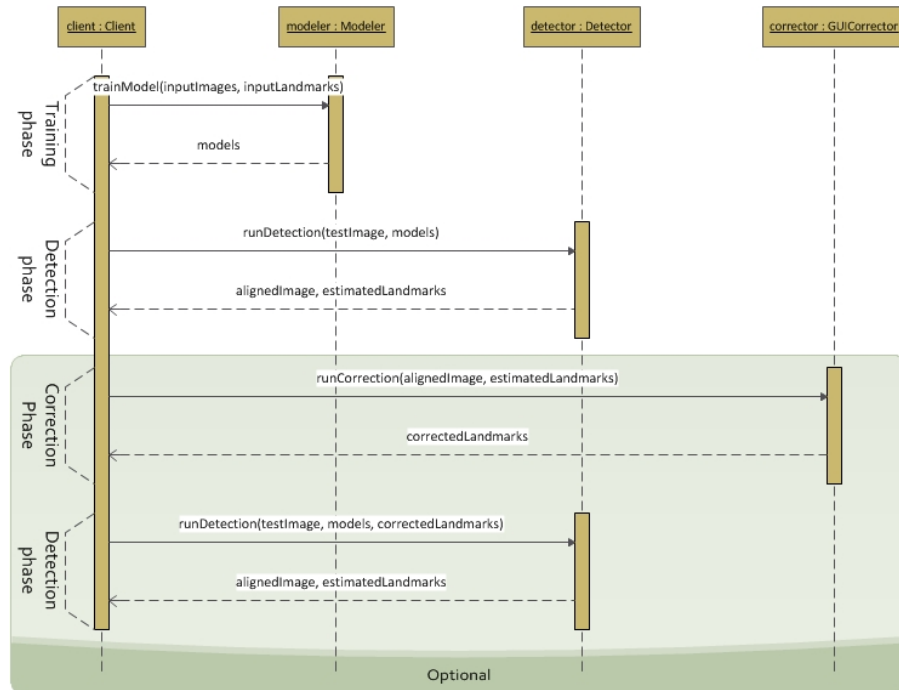 client : Client
modeler : Modeler
detector : Detector
corrector : GUICorrector
Training
phase
trainModel(inputImages, inputLandmarks)
models
Detection
phase
runDetection(testImage, models)
alignedImage, estimatedLandmarks
Correction
Phase
runCorrection(alignedImage, estimatedLandmarks)
correctedLandmarks
Detection
phase
runDetection(testImage, models, correctedLandmarks)
alignedImage, estimatedLandmarks
Optional